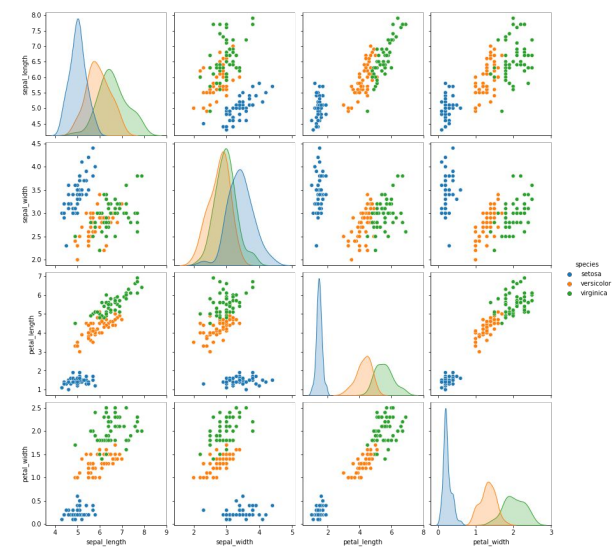 sepal_length
8.0
7.5
7.0
6.5
6.0
5.5
5.0
4.5
sepal_width
4.5
4.0
3.5
3.0
2.5
2.0
petal_length
7
6
5
4
3
2
1
petal_width
2.5
2.0
1.5
1.0
0.5
0.0
4 5 6 7 8 9
sepal_length
2 3 4 5
sepal_width
2 4 6 8
petal_length
0 1 2 3
petal_width
species
setosa
versicolor
virginica